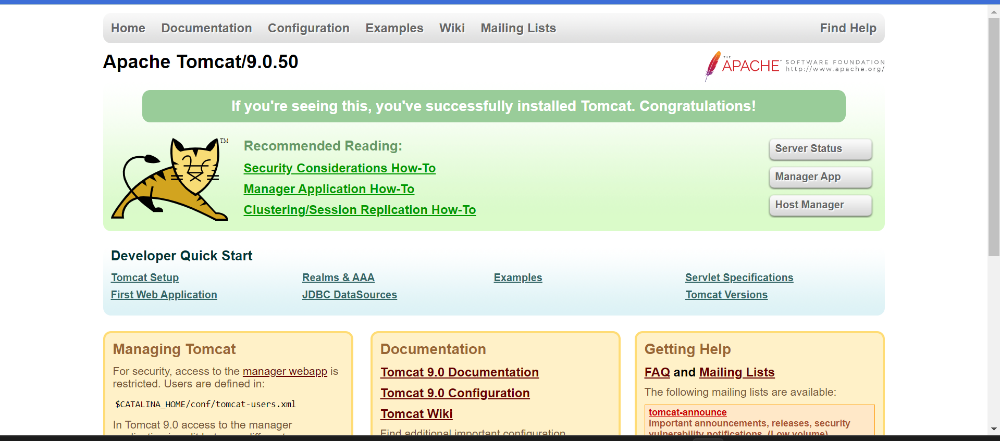 Home Documentation Configuration Examples Wiki Mailing Lists Find Help
Apache Tomcat/9.0.50
THE
APACHE® SOFTWARE FOUNDATION
http://www.apache.org/
If you're seeing this, you've successfully installed Tomcat. Congratulations!
TM
Recommended Reading:
Security Considerations How-To
Manager Application How-To
Clustering/Session Replication How-To
Server Status
Manager App
Host Manager
Developer Quick Start
Tomcat Setup
First Web Application
Realms & AAA
JDBC DataSources
Examples
Servlet Specifications
Tomcat Versions
Managing Tomcat
For security, access to the manager webapp is
restricted. Users are defined in:
$CATALINA_HOME/conf/tomcat-users.xml
In Tomcat 9.0 access to the manager
Documentation
Tomcat 9.0 Documentation
Tomcat 9.0 Configuration
Tomcat Wiki
Find additional important configuration
Getting Help
FAQ and Mailing Lists
The following mailing lists are available:
tomcat-announce
Important announcements, releases, security
vulnerability notifications. (Low volume).